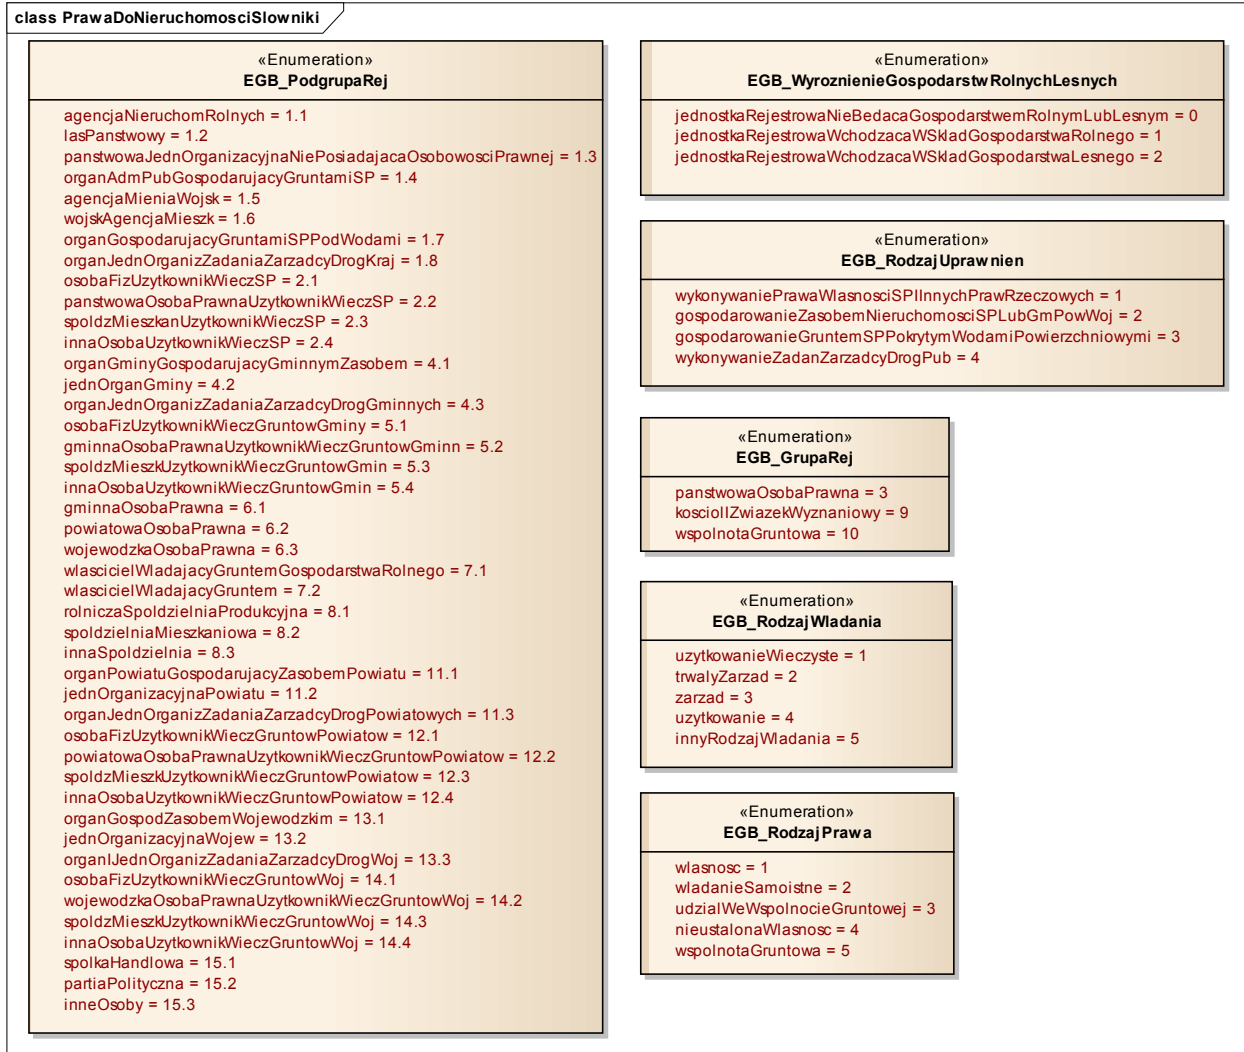 class PrawaDoNieruchomosciSlowniki
«Enumeration»
EGB_PodgrupaRej
agencjaNieruchomRolnych = 1.1
lasPanstwowy = 1.2
panstwowaJednOrganizacyjnaNiePosiadajacaOsobowosciPrawnej = 1.3
organAdmPubGospodarujacyGruntamiSP = 1.4
agencjaMieniaWojsk = 1.5
wojskAgencjaMieszk = 1.6
organGospodarujacyGruntamiSPPodWodami = 1.7
organJednOrganizZadaniaZarzadcyDrogKraj = 1.8
osobaFizUzytkownikWieczSP = 2.1
panstwowaOsobaPrawnaUzytkownikWieczSP = 2.2
spoldzMieszkanUzytkownikWieczSP = 2.3
innaOsobaUzytkownikWieczSP = 2.4
organGminyGospodarujacyGminnymZasobem = 4.1
jednOrganGminy = 4.2
organJednOrganizZadaniaZarzadcyDrogGminnych = 4.3
osobaFizUzytkownikWieczGruntowGminy = 5.1
gminnaOsobaPrawnaUzytkownikWieczGruntowGminn = 5.2
spoldzMieszkUzytkownikWieczGruntowGmin = 5.3
innaOsobaUzytkownikWieczGruntowGmin = 5.4
gminnaOsobaPrawna = 6.1
powiatowaOsobaPrawna = 6.2
wojewodzkaOsobaPrawna = 6.3
wlascicielWladajacyGruntemGospodarstwaRolnego = 7.1
wlascicielWladajacyGruntem = 7.2
rolniczaSpoldzielniaProdukcyjna = 8.1
spoldzielniaMieszkaniowa = 8.2
innaSpoldzielnia = 8.3
organPowiatuGospodarujacyZasobemPowiatu = 11.1
jednOrganizacyjnaPowiatu = 11.2
organJednOrganizZadaniaZarzadcyDrogPowiatowych = 11.3
osobaFizUzytkownikWieczGruntowPowiatow = 12.1
powiatowaOsobaPrawnaUzytkownikWieczGruntowPowiatow = 12.2
spoldzMieszkUzytkownikWieczGruntowPowiatow = 12.3
innaOsobaUzytkownikWieczGruntowPowiatow = 12.4
organGospodZasobemWojewodzkim = 13.1
jednOrganizacyjnaWojew = 13.2
organIJednOrganizZadaniaZarzadcyDrogWoj = 13.3
osobaFizUzytkownikWieczGruntowWoj = 14.1
wojewodzkaOsobaPrawnaUzytkownikWieczGruntowWoj = 14.2
spoldzMieszkUzytkownikWieczGruntowWoj = 14.3
innaOsobaUzytkownikWieczGruntowWoj = 14.4
spolkaHandlowa = 15.1
partiaPolityczna = 15.2
inneOsoby = 15.3
«Enumeration»
EGB_WyroznienieGospodarstwRolnychLesnych
jednostkaRejestrowaNieBedacaGospodarstwemRolnymLubLesnym = 0
jednostkaRejestrowaWchodzacaWSkladGospodarstwaRolnego = 1
jednostkaRejestrowaWchodzacaWSkladGospodarstwaLesnego = 2
«Enumeration»
EGB_RodzajUprawnien
wykonywaniePrawaWlasnosciSPIInnychPrawRzeczowych = 1
gospodarowanieZasobemNieruchomosciSPLubGmPowWoj = 2
gospodarowanieGruntemSPPokrytymWodamiPowierzchniowymi = 3
wykonywanieZadanZarzadcyDrogPub = 4
«Enumeration»
EGB_GrupaRej
panstwowaOsobaPrawna = 3
kosciolIZwiazekWyznaniowy = 9
wspolnotaGruntowa = 10
«Enumeration»
EGB_RodzajWladania
uzytkowanieWieczyste = 1
trwalyZarzad = 2
zarzad = 3
uzytkowanie = 4
innyRodzajWladania = 5
«Enumeration»
EGB_RodzajPrawa
wlasnosc = 1
wladanieSamoistne = 2
udzialWeWspolnocieGruntowej = 3
nieustalonaWlasnosc = 4
wspolnotaGruntowa = 5